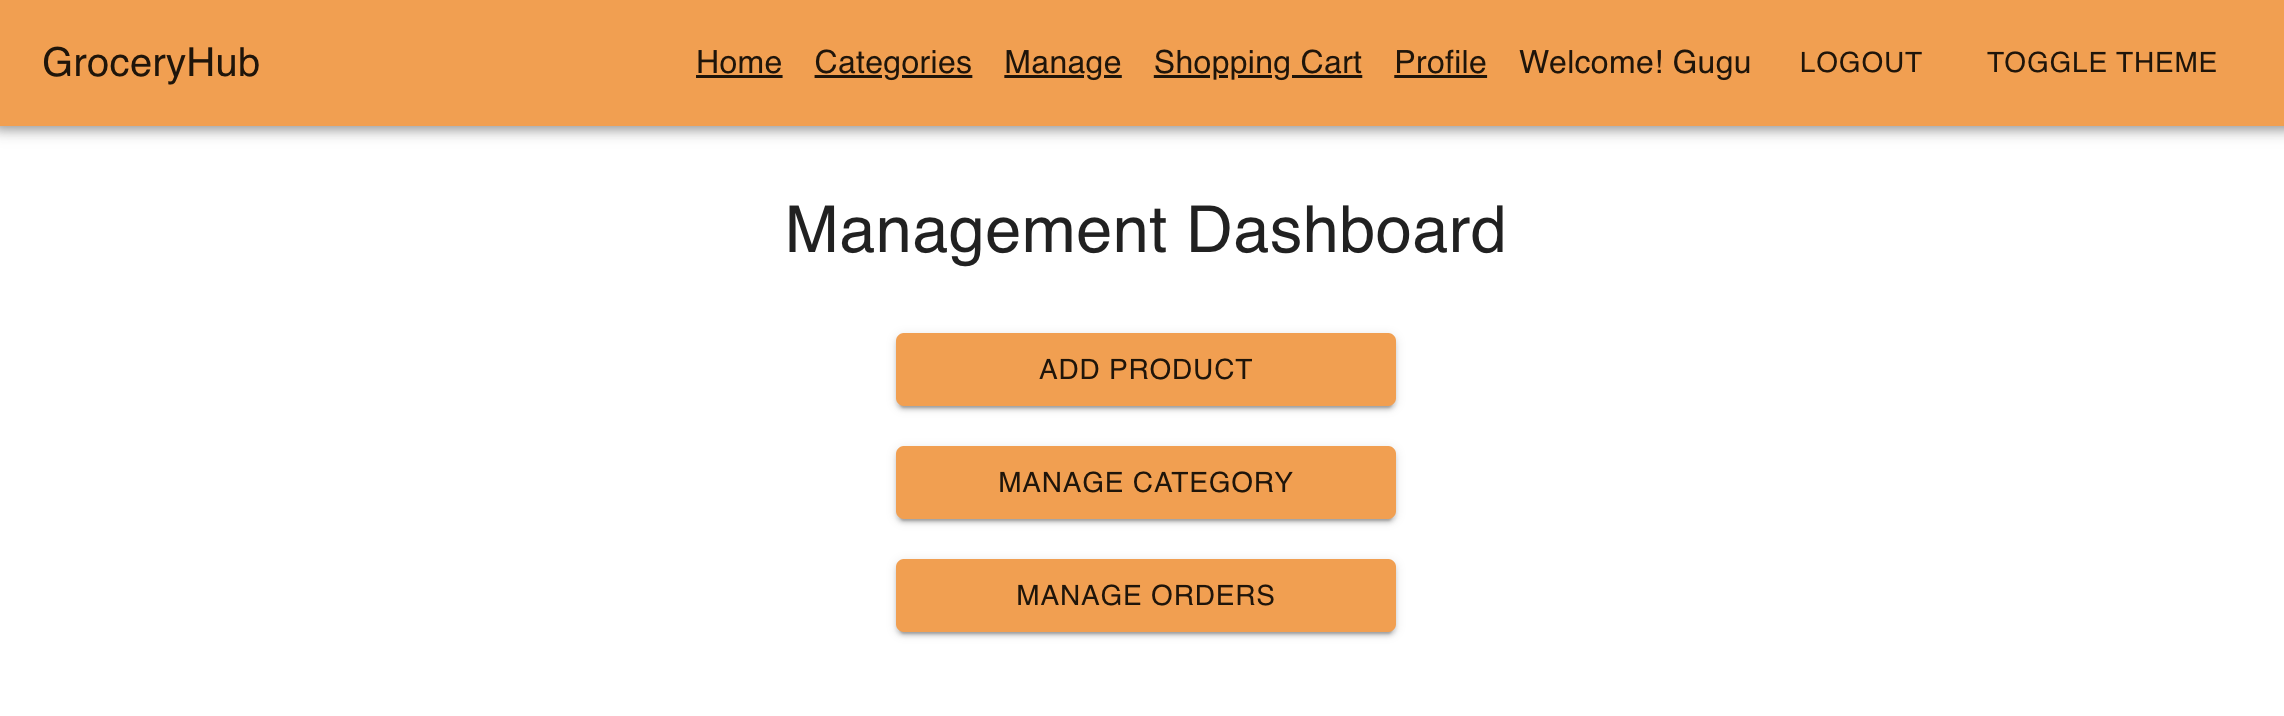 GroceryHub Home Categories Manage Shopping Cart Profile Welcome! Gugu LOGOUT TOGGLE THEME
Management Dashboard
ADD PRODUCT
MANAGE CATEGORY
MANAGE ORDERS